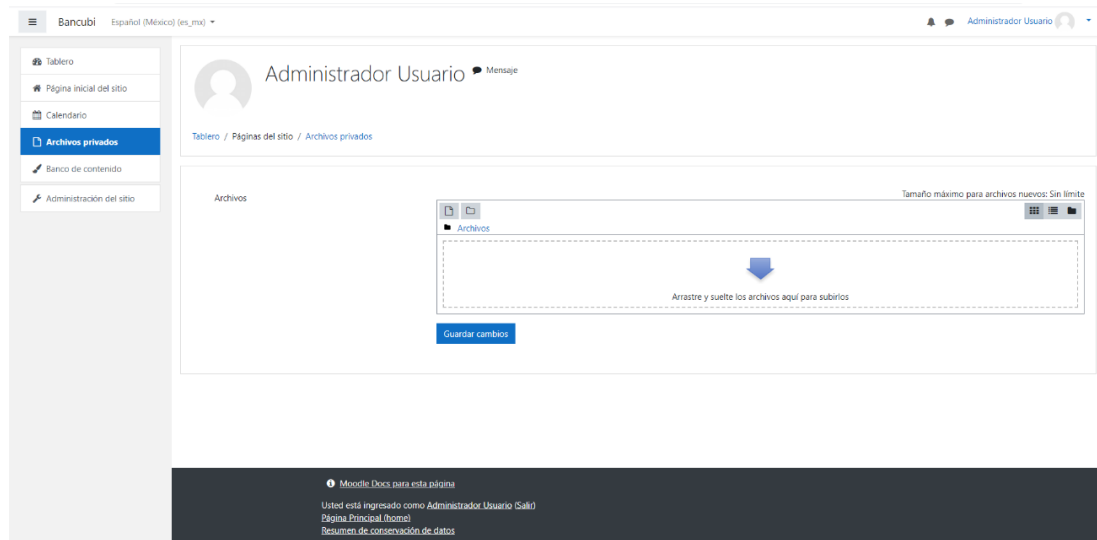 Bancubi Español (México) (es_mx) Administrador Usuario
Tablero
Página inicial del sitio
Calendario
Archivos privados
Banco de contenido
Administración del sitio
Administrador Usuario Mensaje
Tablero / Páginas del sitio / Archivos privados
Archivos
Tamaño máximo para archivos nuevos: Sin límite
Archivos
Arrastre y suelte los archivos aquí para subirlos
Guardar cambios
Moodle Docs para esta página
Usted está ingresado como Administrador Usuario (Salir)
Página Principal (home)
Resumen de conservación de datos